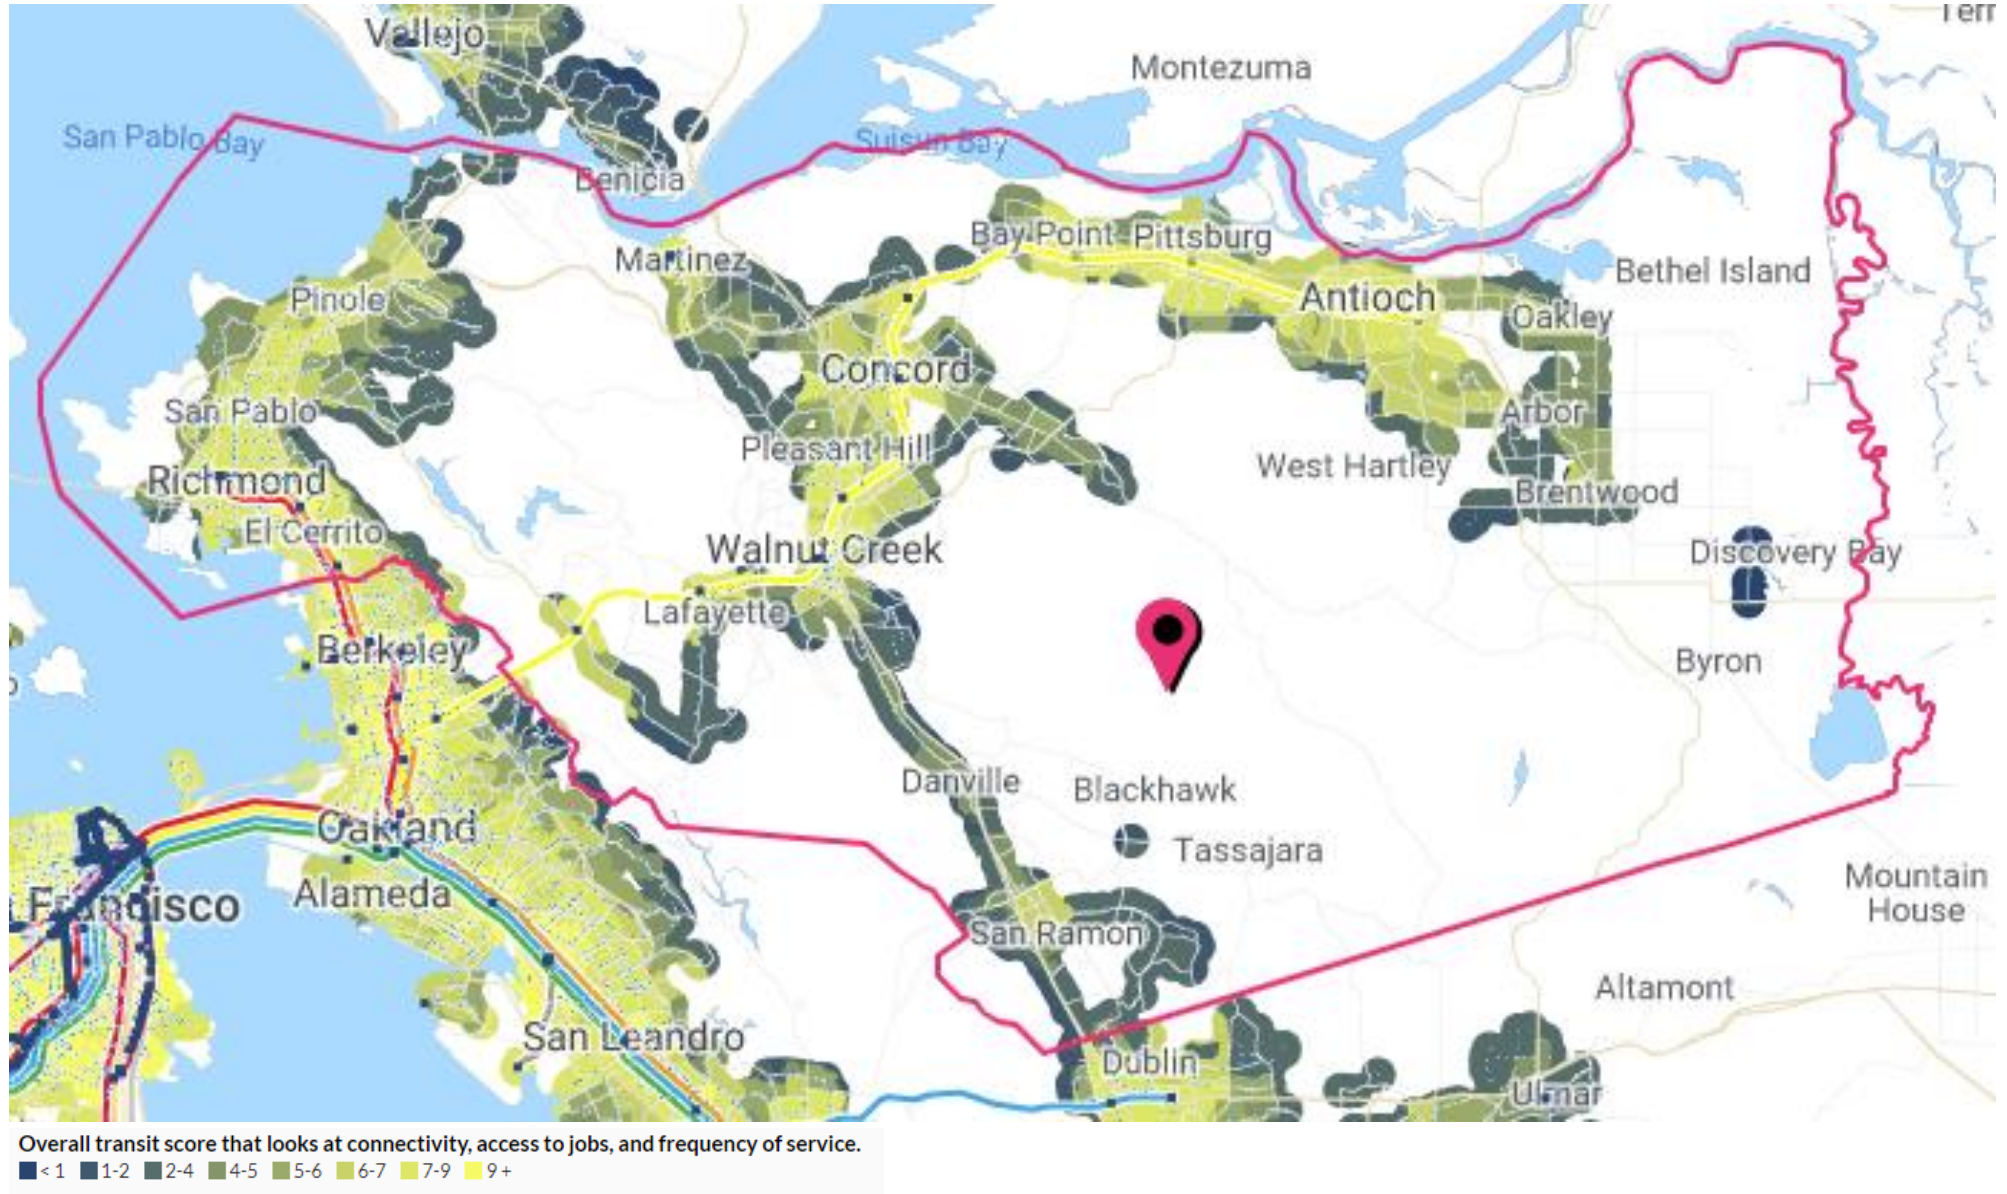 Vallejo
Terr
Montezuma
San Pablo Bay
Suisun Bay
Benicia
Martinez
Bay Point
Pittsburg
Bethel Island
Pinole
Antioch
Oakley
Concord
San Pablo
Arbor
Pleasant Hill
West Hartley
Richmond
Brentwood
El Cerrito
Walnut Creek
Discovery Bay
Lafayette
Berkeley
Byron
Danville
Blackhawk
Oakland
Tassajara
Alameda
Mountain
House
Francisco
San Ramon
Altamont
San Leandro
Dublin
Ulmar
Overall transit score that looks at connectivity, access to jobs, and frequency of service.
< 1 1-2 2-4 4-5 5-6 6-7 7-9 9 +